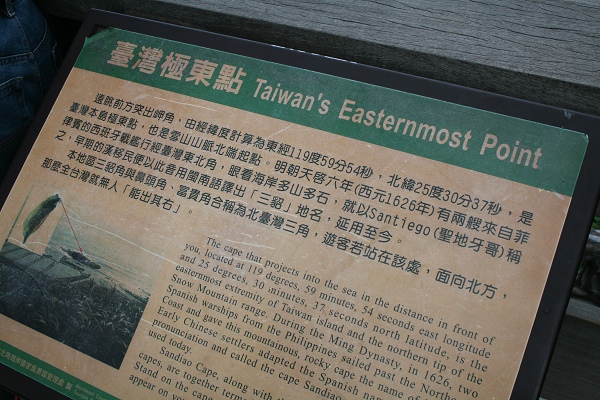 臺灣極東點 Taiwan's Easternmost Point
遠眺前方突出岬角，由經緯度計算為東經119度59分54秒，北緯25度30分37秒，是
臺灣本島極東點，也是雪山山脈北端起點。明朝天啓六年(西元1626年)有兩艘來自菲
律賓的西班牙戰艦行經臺灣東北角，眼看海岸多山多石，就以Santiego(聖地牙哥)稱
之，早期的漢移民便以此會用閩南語譯出「三貂」地名，延用至今。
本地區三貂角與鼻頭角、富貴角合稱為北臺灣三角，遊客若站在該處，面向北方，
那麼全台灣就無人「能出其右」。
The cape that projects into the sea in the distance in front of
you, located at 119 degrees, 59 minutes, 54 seconds east longitude
and 25 degrees, 30 minutes, 37 seconds north latitude, is the
easternmost extremity of Taiwan island and the northern tip of the
Snow Mountain range. During the Ming Dynasty, in 1626, two
Spanish warships from the Philippines sailed past the Northe
Coast and gave this mountainous, rocky cape the name of
Early Chinese settlers adapted the Spanish nam
pronunciation and called the cape Sandiao
used today.
Sandiao Cape, along with
capes, are together term
Stand on the cape
appear on you